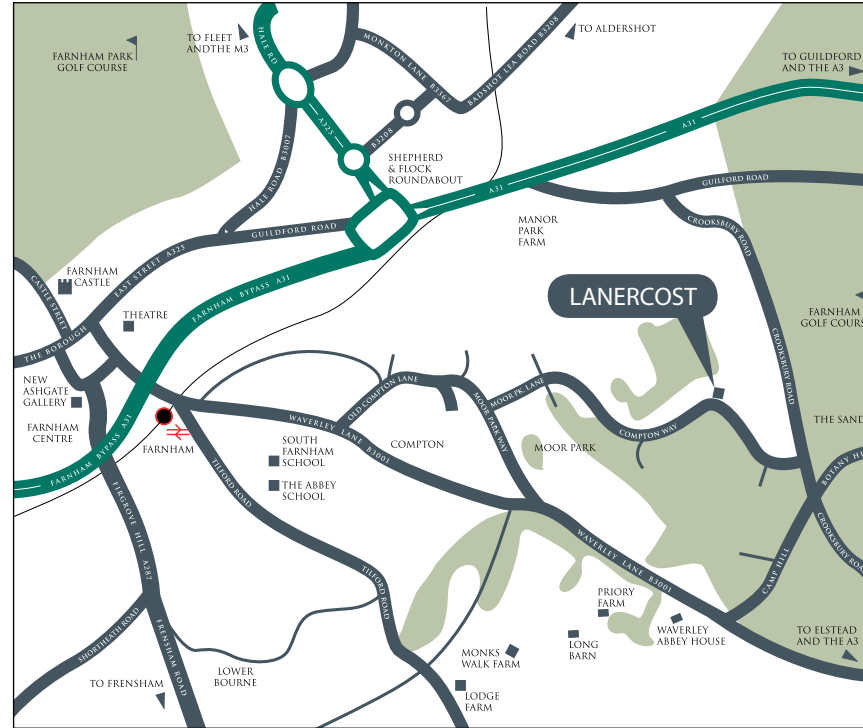 FARNHAM PARK
GOLF COURSE
TO FLEET
ANDTHE M3
HALE RD
MONKTON LANE B3367
BADSHOT LEA ROAD B3208
TO ALDERSHOT
TO GUILDFORD
AND THE A3
A325
B3208
A31
HALE ROAD B3007
SHEPHERD
& FLOCK
ROUNDABOUT
A31
GUILFORD ROAD
CROOKSBURY ROAD
MANOR
PARK
FARM
GUILDFORD ROAD
EAST STREET A325
FARNHAM
CASTLE
CASTLE STREET
FARNHAM BYPASS A31
LANERCOST
THEATRE
THE BOROUGH
FARNHAM
GOLF COURS
CROOKSBURY ROAD
NEW
ASHGATE
GALLERY
FARNHAM
CENTRE
FARNHAM BYPASS A31
FARNHAM
OLD COMPTON LANE
WAVERLEY LANE B3001
MOOR PK. LANE
MOOR PARK WAY
COMPTON WAY
COMPTON
MOOR PARK
THE SAND
SOUTH
FARNHAM
SCHOOL
THE ABBEY
SCHOOL
TILFORD ROAD
BOTANY HI
CROOKSBURY ROA
FIRGROVE HILL A287
WAVERLEY LANE B3001
CAMP HILL
TILFORD ROAD
PRIORY
FARM
SHORTHEATH ROAD
FRENSHAM ROAD
LOWER
BOURNE
MONKS
WALK FARM
LONG
BARN
WAVERLEY
ABBEY HOUSE
TO ELSTEAD
AND THE A3
TO FRENSHAM
LODGE
FARM